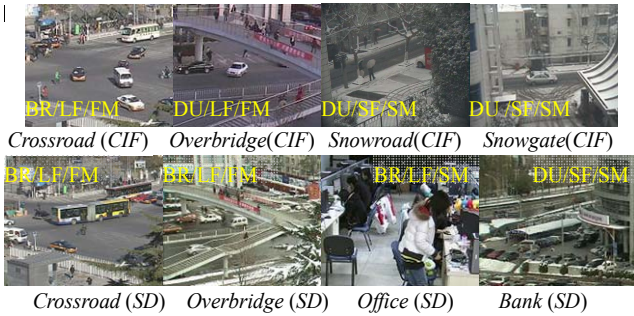 BR/LF/FM DU/LF/FM DU/SF/SM DU /SF/SM
Crossroad (CIF) Overbridge(CIF) Snowroad(CIF) Snowgate(CIF)
BR/LF/FM BR/LF/FM BR/LF/SM DU/SF/SM
Crossroad (SD) Overbridge (SD) Office (SD) Bank (SD)